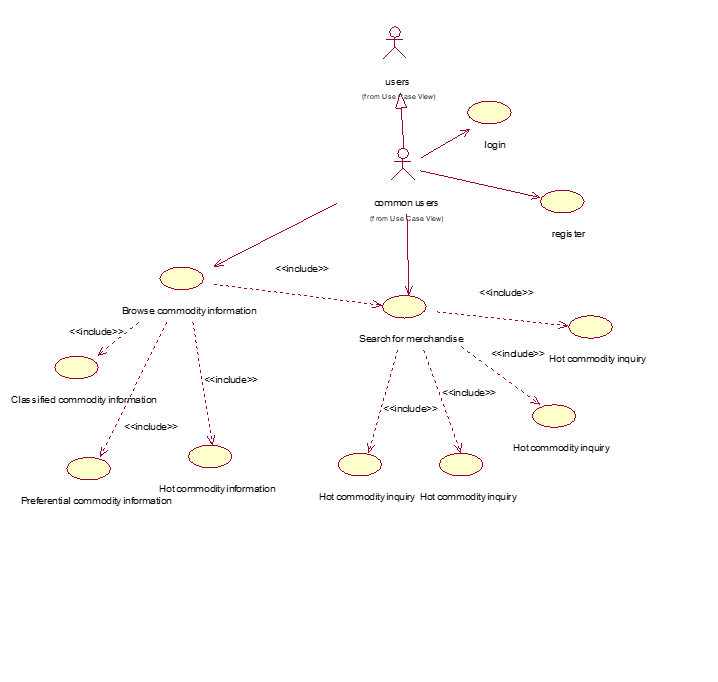 users
(from Use Case View)
login
common users
(from Use Case View)
register
<<include>>
Browse commodity information
<<include>>
Search for merchandise
<<include>>
Hot commodity inquiry
<<include>>
Classified commodity information
<<include>>
<<include>>
<<include>>
<<include>>
<<include>>
Hot commodity inquiry
Preferential commodity information
Hot commodity information
Hot commodity inquiry
Hot commodity inquiry